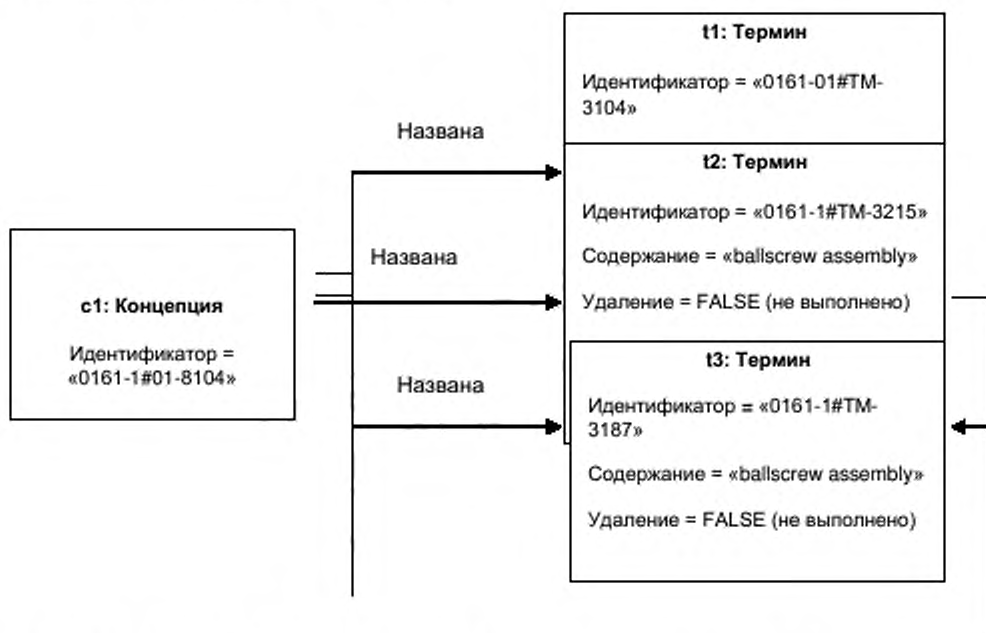 t1: Термин
Идентификатор = «0161-01#TM-
3104»
Названа
t2: Термин
Идентификатор = «0161-1#TM-3215»
Названа
Содержание = «ballscrew assembly»
c1: Концепция
Удаление = FALSE (не выполнено)
Идентификатор =
«0161-1#01-8104»
t3: Термин
Названа
Идентификатор = «0161-1#TM-
3187»
Содержание = «ballscrew assembly»
Удаление = FALSE (не выполнено)